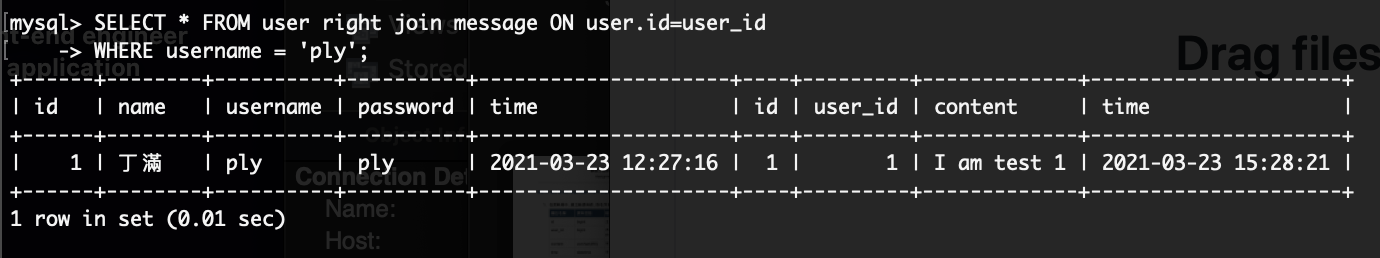 [mysql> SELECT * FROM user right join message ON user.id=user_id
[    -> WHERE username = 'ply';
+------+--------+----------+----------+---------------------+----+---------+-------------+---------------------+
| id   | name   | username | password | time                | id | user_id | content     | time                |
+------+--------+----------+----------+---------------------+----+---------+-------------+---------------------+
|    1 | 丁滿   | ply      | ply      | 2021-03-23 12:27:16 | 1  |       1 | I am test 1 | 2021-03-23 15:28:21 |
+------+--------+----------+----------+---------------------+----+---------+-------------+---------------------+
1 row in set (0.01 sec)
nt-end engineer
application
Views
Stored
Drag files
Connection De
Name:
Host: